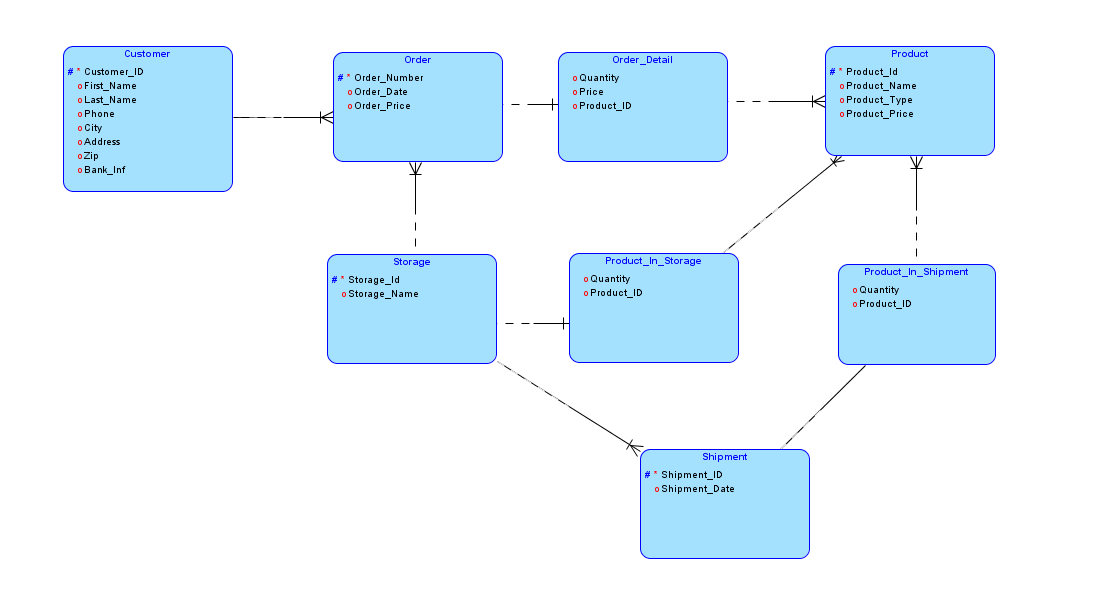 Customer
# * Customer_ID
o First_Name
o Last_Name
o Phone
o City
o Address
o Zip
o Bank_Inf
Order
# * Order_Number
o Order_Date
o Order_Price
Order_Detail
o Quantity
o Price
o Product_ID
Product
# * Product_Id
o Product_Name
o Product_Type
o Product_Price
Storage
# * Storage_Id
o Storage_Name
Product_In_Storage
o Quantity
o Product_ID
Product_In_Shipment
o Quantity
o Product_ID
Shipment
# * Shipment_ID
o Shipment_Date